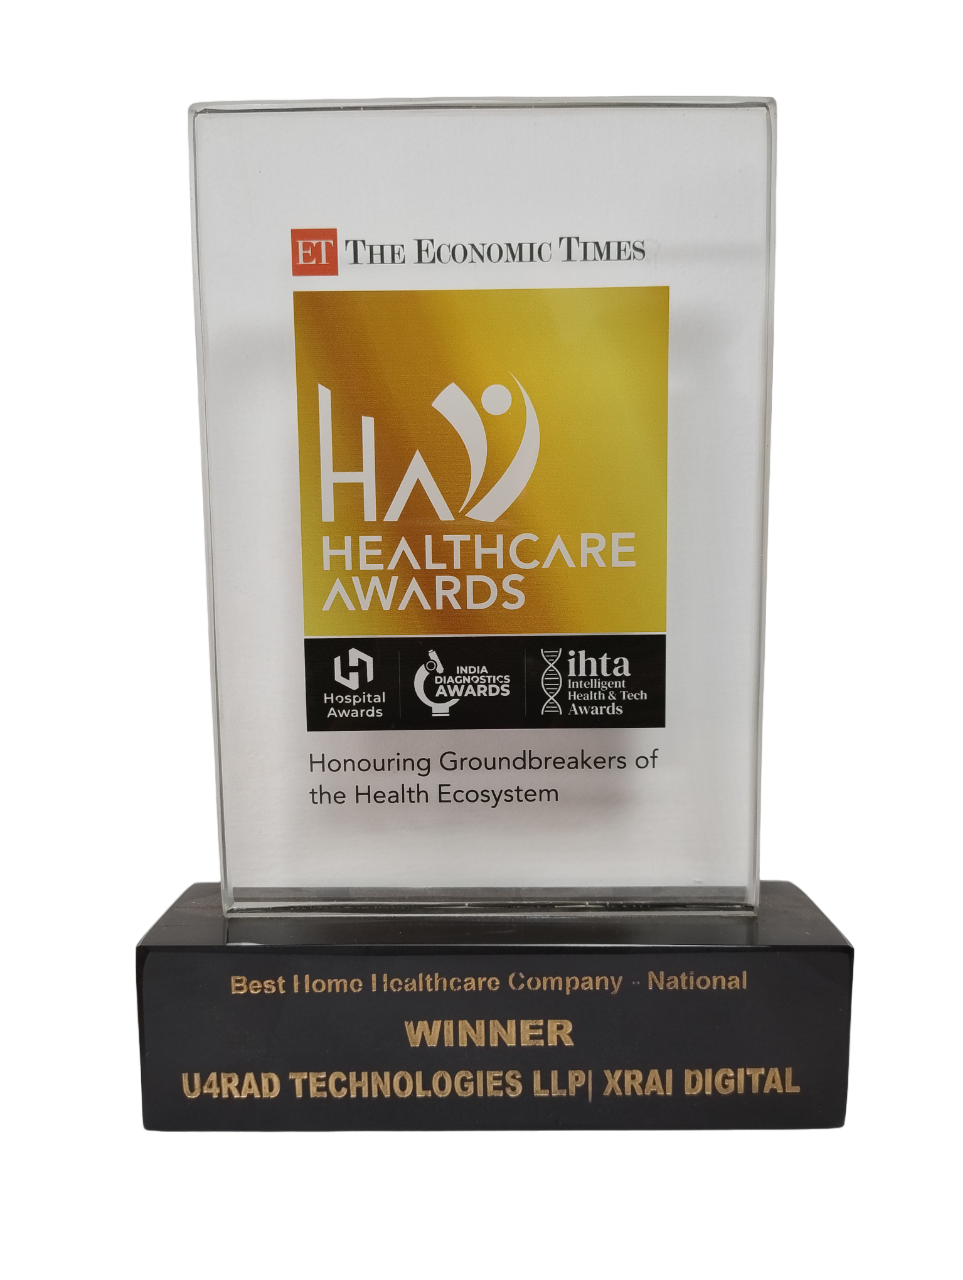 ET THE ECONOMIC TIMES
HA
HEALTHCARE
AWARDS
Hospital
Awards
INDIA
DIAGNOSTICS
AWARDS
ihta
Intelligent
Health & Tech
Awards
Honouring Groundbreakers of
the Health Ecosystem
Best Home Healthcare Company - National
WINNER
U4RAD TECHNOLOGIES LLP| XRAI DIGITAL